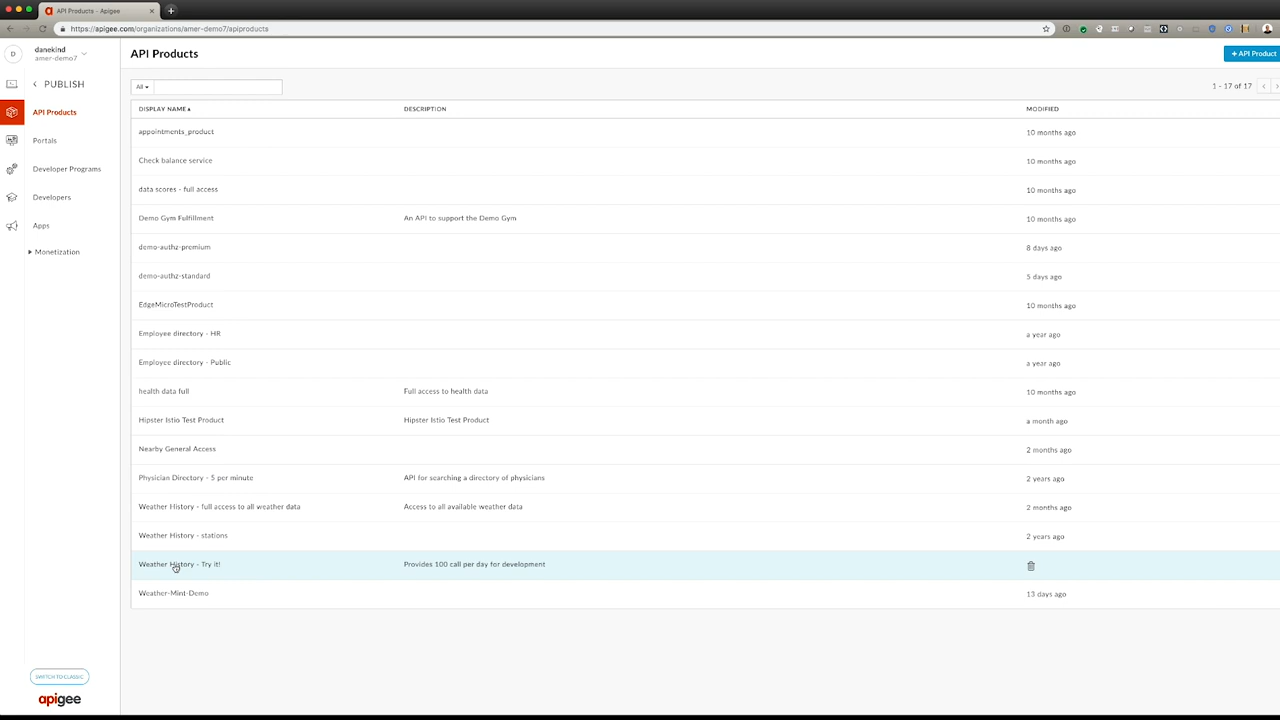 API Products - Apigee
https://apigee.com/organizations/amer-demo7/apiproducts
D
danekind
amer-demo7
PUBLISH
API Products
Portals
Developer Programs
Developers
Apps
Monetization
SWITCH TO CLASSIC
apigee
API Products
+ API Product
All
1 - 17 of 17
DISPLAY NAME DESCRIPTION MODIFIED
appointments_product 10 months ago
Check balance service 10 months ago
data scores - full access 10 months ago
Demo Gym Fulfillment An API to support the Demo Gym 10 months ago
demo-authz-premium 8 days ago
demo-authz-standard 5 days ago
EdgeMicroTestProduct 10 months ago
Employee directory - HR a year ago
Employee directory - Public a year ago
health data full Full access to health data 10 months ago
Hipster Istio Test Product Hipster Istio Test Product a month ago
Nearby General Access 2 months ago
Physician Directory - 5 per minute API for searching a directory of physicians 2 years ago
Weather History - full access to all weather data Access to all available weather data 2 months ago
Weather History - stations 2 years ago
Weather History - Try it! Provides 100 call per day for development
Weather-Mint-Demo 13 days ago